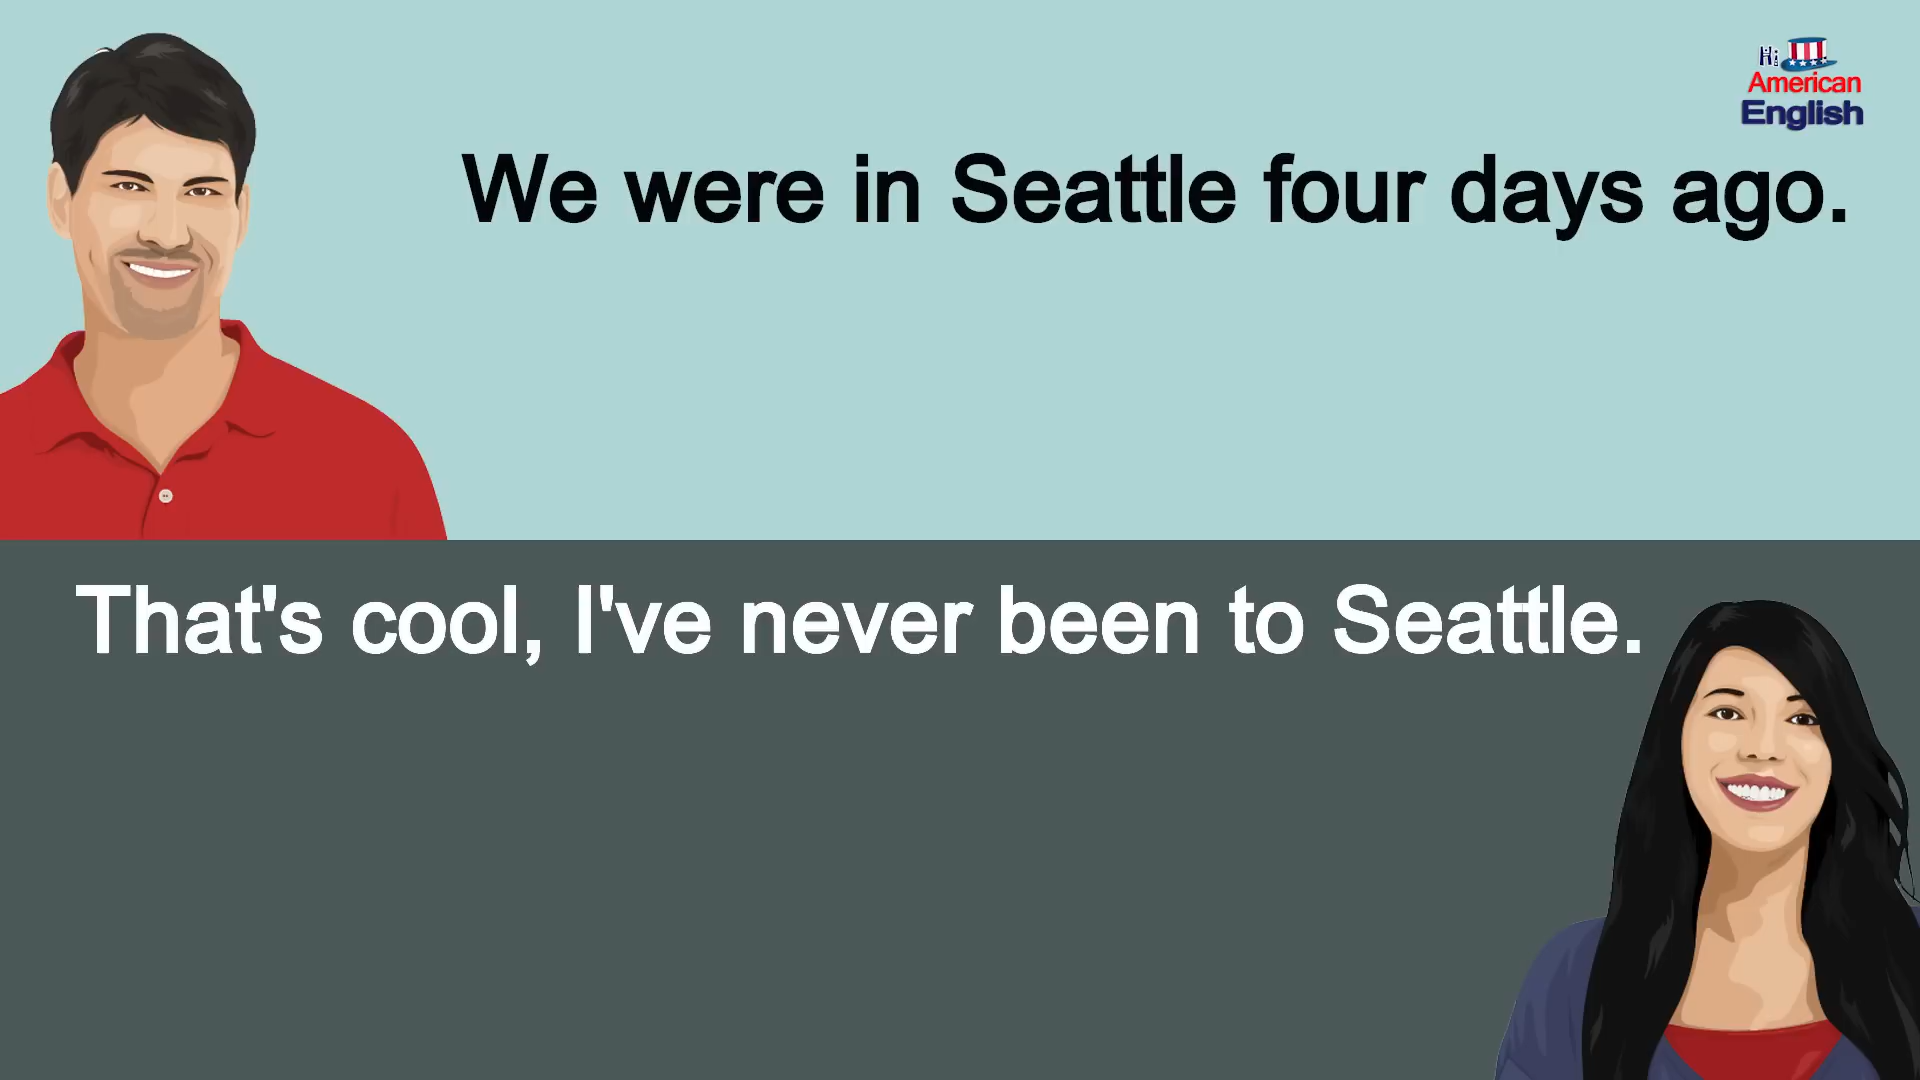 Hi
American
English
We were in Seattle four days ago.
That's cool, I've never been to Seattle.